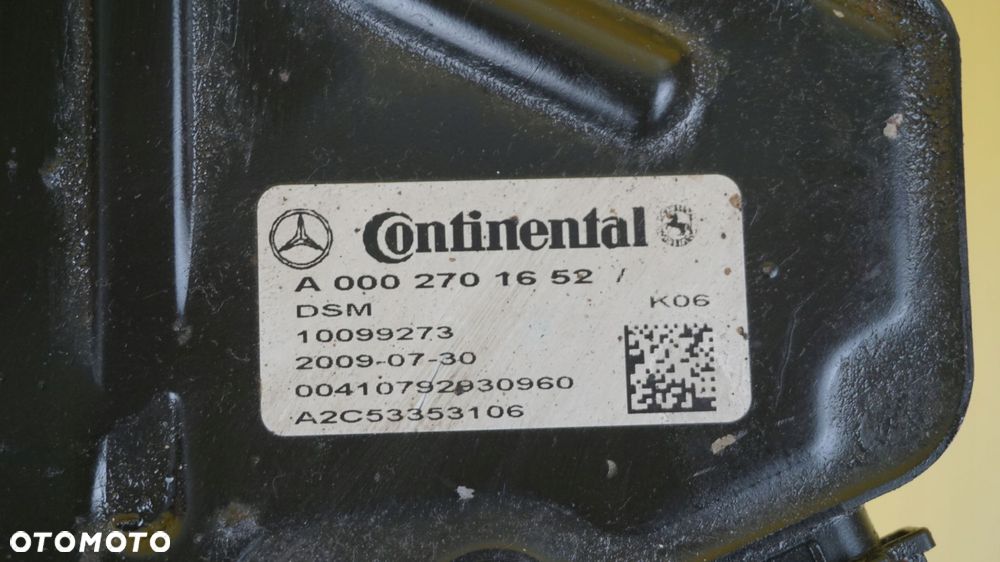 Continental
A 000 270 16 52 /
DSM K06
10099273
2009-07-30
00410792930960
A2C53353106
OTOMOTO